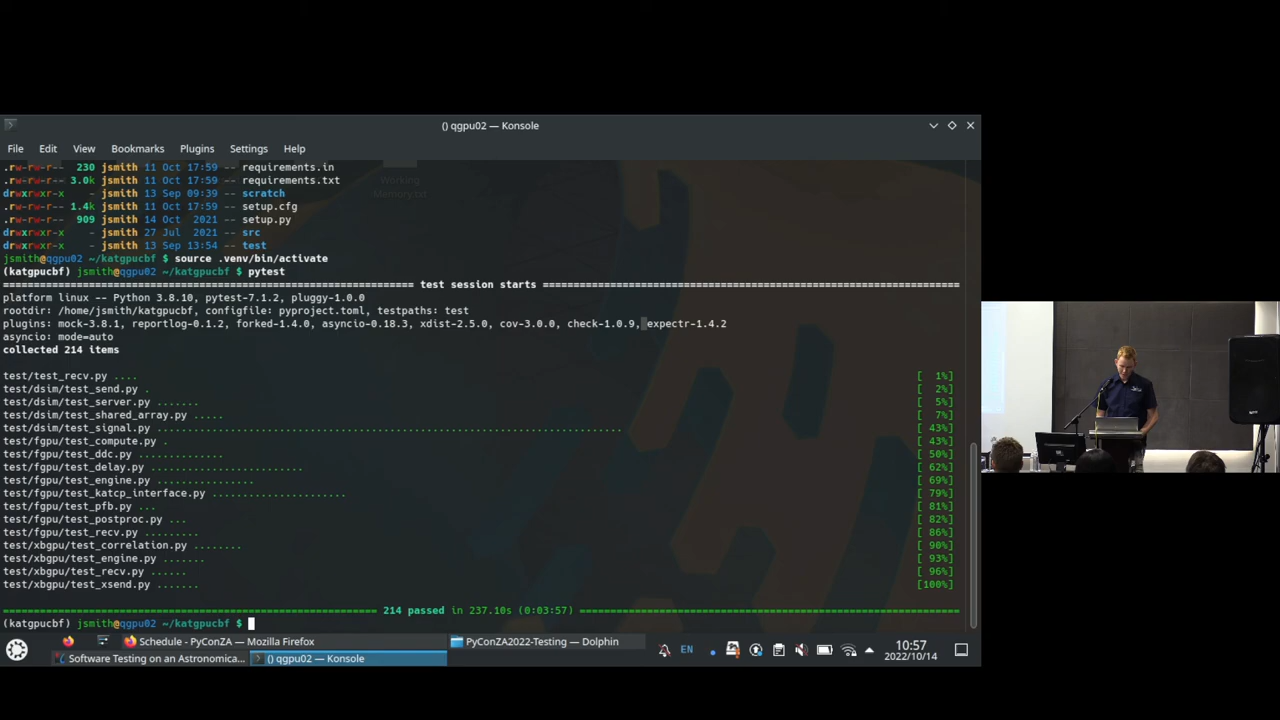 () qgpu02 — Konsole
File Edit View Bookmarks Plugins Settings Help
.rw-rw-r-- 230 jsmith 11 Oct 17:59 -- requirements.in
.rw-rw-r-- 3.0k jsmith 11 Oct 17:59 -- requirements.txt
drwxrwxr-x - jsmith 13 Sep 09:39 -- scratch
.rw-rw-r-- 1.4k jsmith 11 Oct 17:59 -- setup.cfg
.rw-rw-r-- 909 jsmith 14 Oct 2021 -- setup.py
drwxrwxr-x - jsmith 27 Jul 2021 -- src
drwxrwxr-x - jsmith 13 Sep 13:54 -- test
jsmith@qgpu02 ~/katgpucbf $ source .venv/bin/activate
(katgpucbf) jsmith@qgpu02 ~/katgpucbf $ pytest
test session starts
platform linux -- Python 3.8.10, pytest-7.1.2, pluggy-1.0.0
rootdir: /home/jsmith/katgpucbf, configfile: pyproject.toml, testpaths: test
plugins: mock-3.8.1, reportlog-0.1.2, forked-1.4.0, asyncio-0.18.3, xdist-2.5.0, cov-3.0.0, check-1.0.9, expectr-1.4.2
asyncio: mode=auto
collected 214 items
test/test_recv.py .... [ 1%]
test/dsim/test_send.py . [ 2%]
test/dsim/test_server.py ....... [ 5%]
test/dsim/test_shared_array.py ..... [ 7%]
test/dsim/test_signal.py ............................................................................. [ 43%]
test/fgpu/test_compute.py . [ 43%]
test/fgpu/test_ddc.py .............. [ 50%]
test/fgpu/test_delay.py ......................... [ 62%]
test/fgpu/test_engine.py ................ [ 69%]
test/fgpu/test_katcp_interface.py ...................... [ 79%]
test/fgpu/test_pfb.py ... [ 81%]
test/fgpu/test_postproc.py ... [ 82%]
test/fgpu/test_recv.py ......... [ 86%]
test/xbgpu/test_correlation.py ........ [ 90%]
test/xbgpu/test_engine.py ....... [ 93%]
test/xbgpu/test_recv.py ...... [ 96%]
test/xbgpu/test_xsend.py ....... [100%]
214 passed in 237.10s (0:03:57)
(katgpucbf) jsmith@qgpu02 ~/katgpucbf $
Schedule - PyConZA — Mozilla Firefox
PyConZA2022-Testing — Dolphin
Software Testing on an Astronomica...
() qgpu02 — Konsole
EN
10:57
2022/10/14